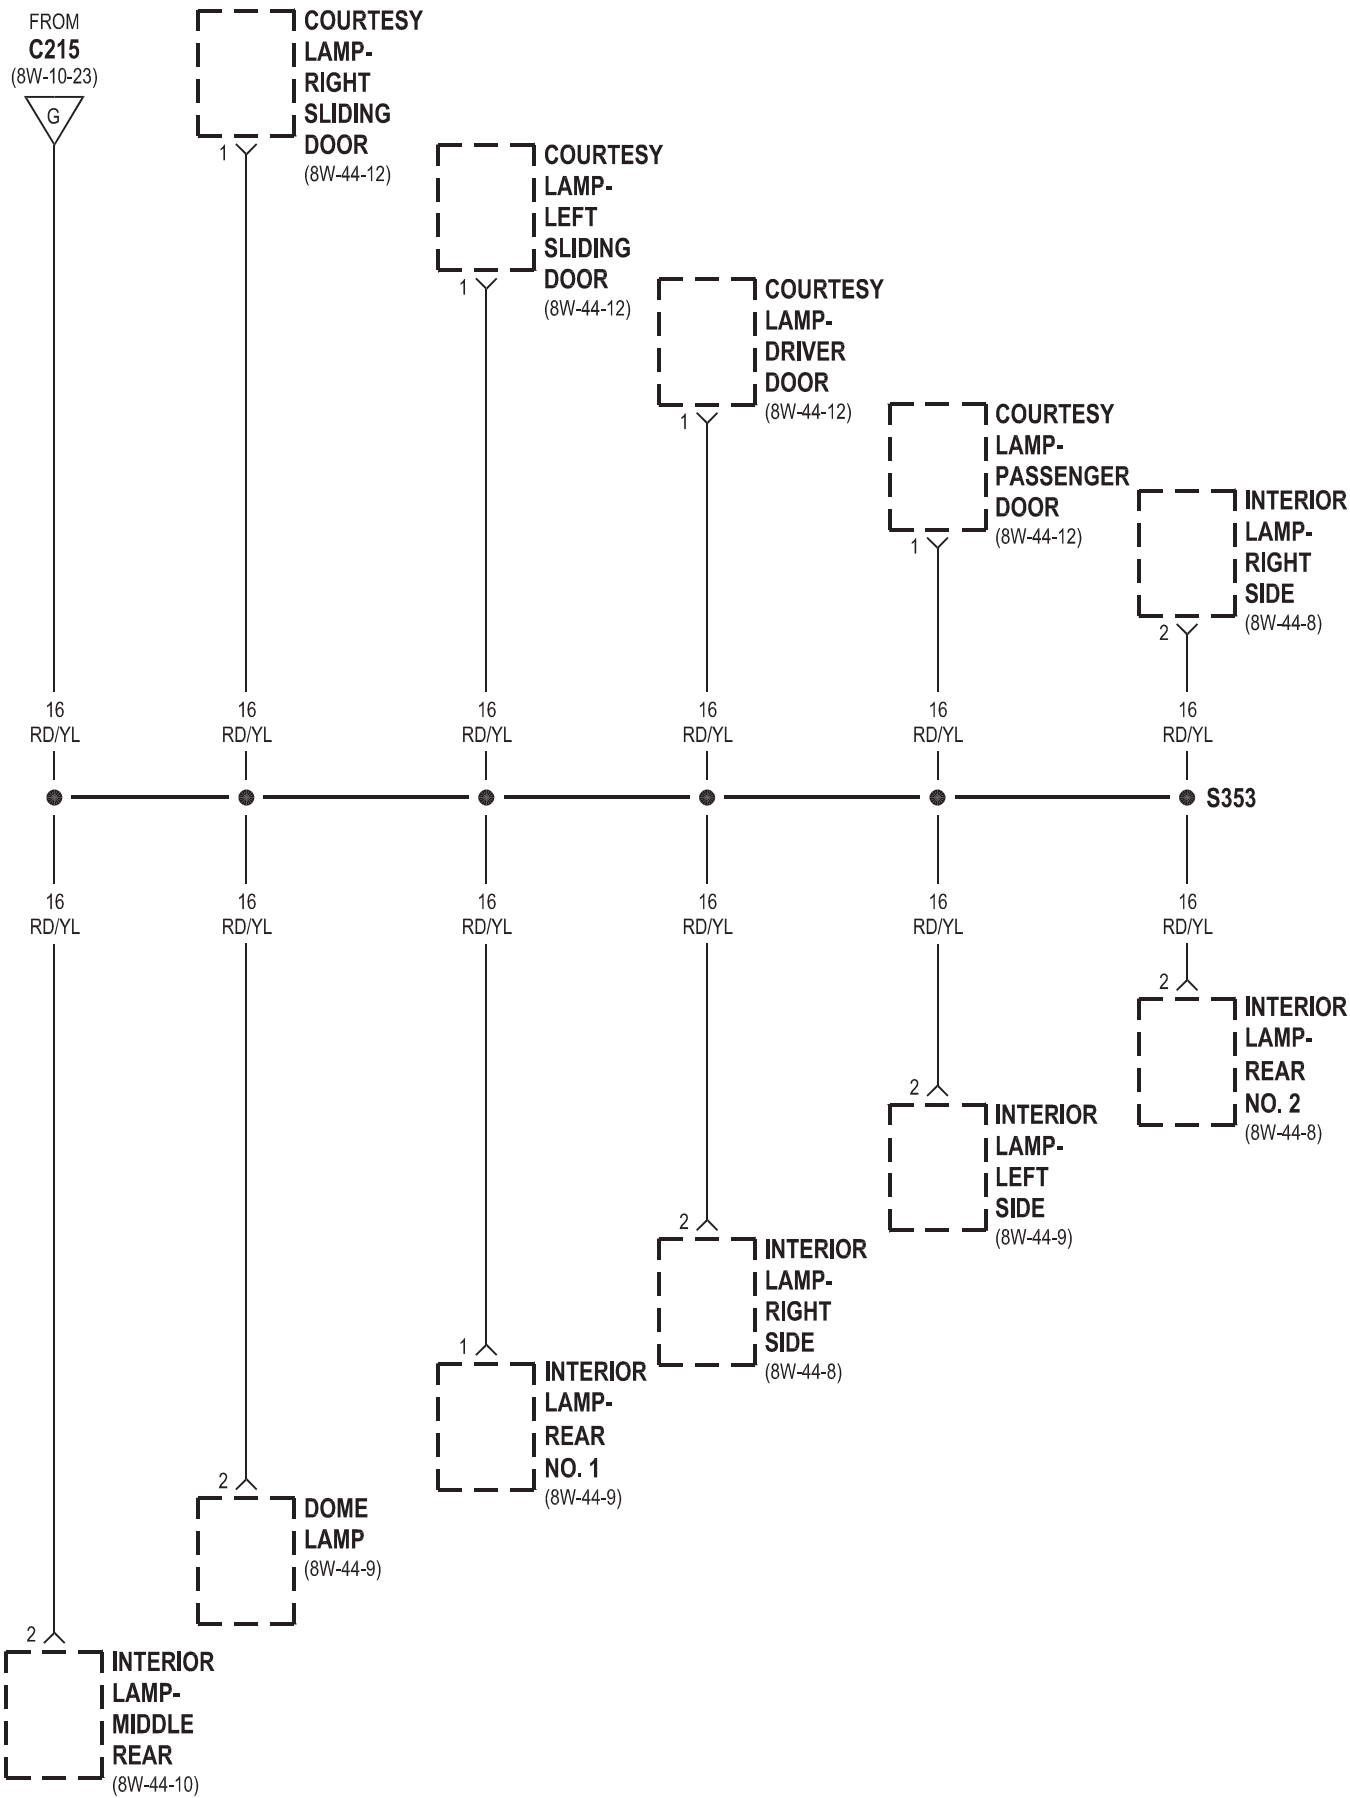 FROM
C215
(8W-10-23)
G
COURTESY
LAMP-
RIGHT
SLIDING
DOOR
(8W-44-12)
1
COURTESY
LAMP-
LEFT
SLIDING
DOOR
(8W-44-12)
1
COURTESY
LAMP-
DRIVER
DOOR
(8W-44-12)
1
COURTESY
LAMP-
PASSENGER
DOOR
(8W-44-12)
1
INTERIOR
LAMP-
RIGHT
SIDE
(8W-44-8)
2
16 16 16 16 16 16
RD/YL RD/YL RD/YL RD/YL RD/YL RD/YL
S353
16 16 16 16 16 16
RD/YL RD/YL RD/YL RD/YL RD/YL RD/YL
2
INTERIOR
LAMP-
REAR
NO. 2
(8W-44-8)
2
INTERIOR
LAMP-
LEFT
SIDE
(8W-44-9)
2
INTERIOR
LAMP-
RIGHT
SIDE
(8W-44-8)
1
INTERIOR
LAMP-
REAR
NO. 1
(8W-44-9)
2
DOME
LAMP
(8W-44-9)
2
INTERIOR
LAMP-
MIDDLE
REAR
(8W-44-10)